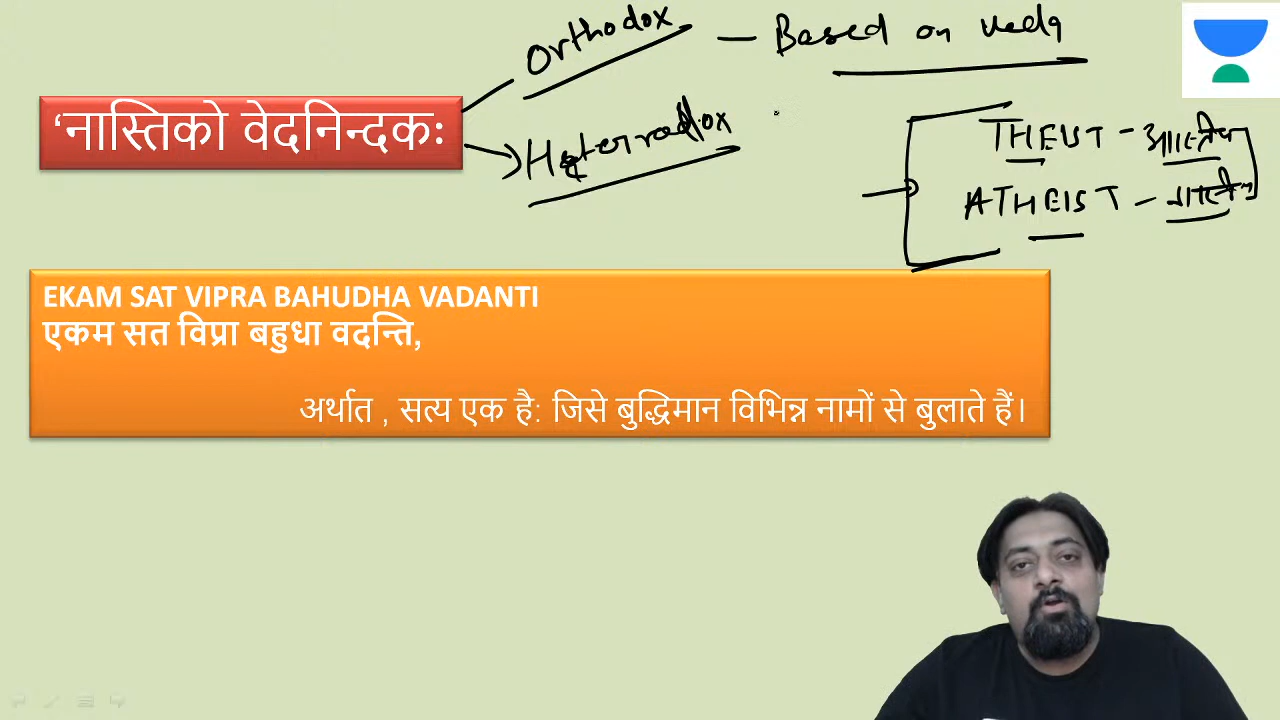 Orthodox — Based on veda
'नास्तिको वेदनिन्दकः
Heterrodox
THEIST - आस्तिक
ATHEIST - नास्तिक
EKAM SAT VIPRA BAHUDHA VADANTI
एकम सत विप्रा बहुधा वदन्ति,
अर्थात , सत्य एक है: जिसे बुद्धिमान विभिन्न नामों से बुलाते हैं।